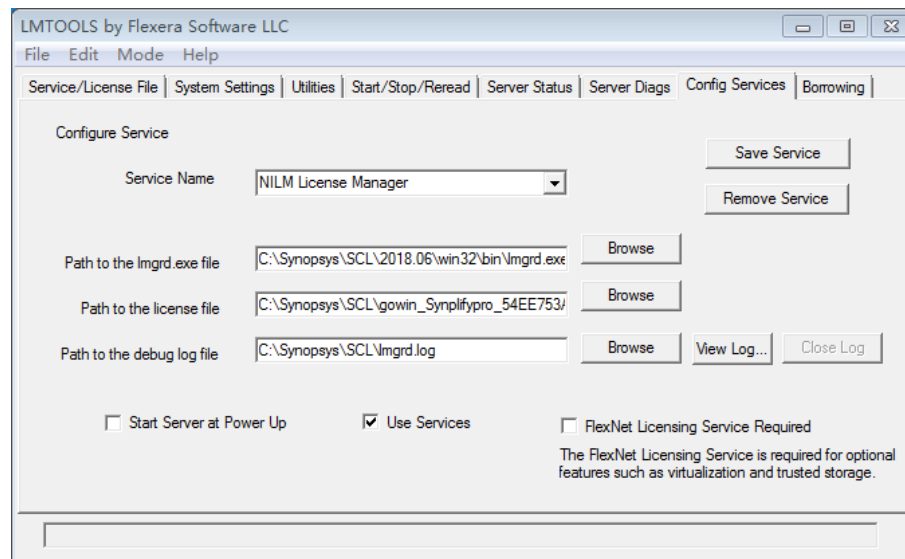 LMTOOLS by Flexera Software LLC
File Edit Mode Help
Service/License File System Settings Utilities Start/Stop/Reread Server Status Server Diags Config Services Borrowing
Configure Service
Save Service
Service Name NILM License Manager
Remove Service
Path to the lmgrd.exe file C:\Synopsys\SCL\2018.06\win32\bin\lmgrd.exe Browse
Path to the license file C:\Synopsys\SCL\gowin_Synplifypro_54EE753A Browse
Path to the debug log file C:\Synopsys\SCL\lmgrd.log Browse View Log... Close Log
Start Server at Power Up Use Services FlexNet Licensing Service Required
The FlexNet Licensing Service is required for optional
features such as virtualization and trusted storage.